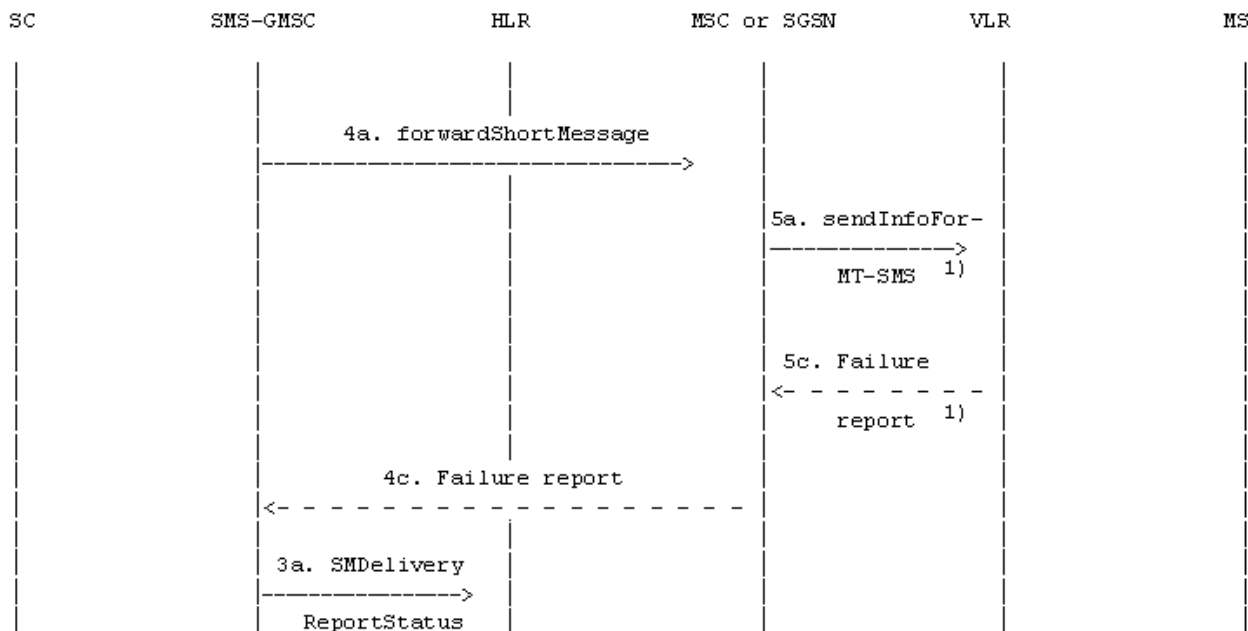 SC SMS-GMSC HLR MSC or SGSN VLR MS
4a. forwardShortMessage
5a. sendInfoFor-
MT-SMS 1)
5c. Failure
report 1)
4c. Failure report
3a. SMDelivery
ReportStatus